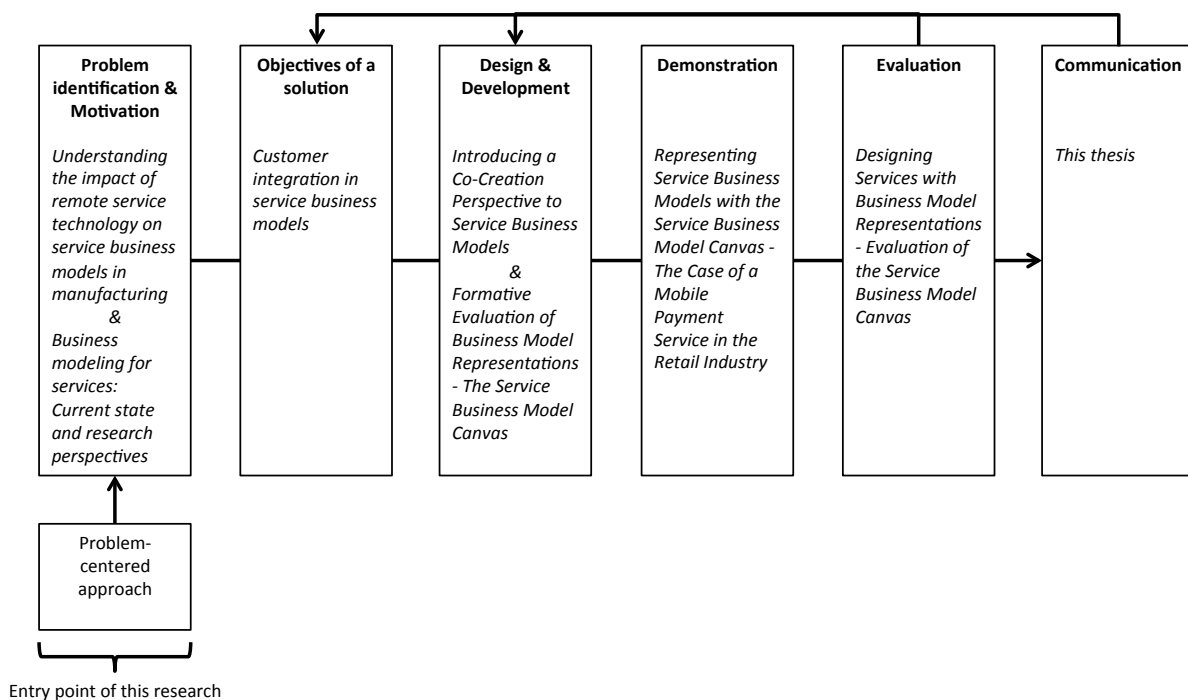 Problem
identification &
Motivation
Understanding
the impact of
remote service
technology on
service business
models in
manufacturing
&
Business
modeling for
services:
Current state
and research
perspectives
Objectives of a
solution
Customer
integration in
service business
models
Design &
Development
Introducing a
Co-Creation
Perspective to
Service Business
Models
&
Formative
Evaluation of
Business Model
Representations
- The Service
Business Model
Canvas
Demonstration
Representing
Service Business
Models with the
Service Business
Model Canvas -
The Case of a
Mobile
Payment
Service in the
Retail Industry
Evaluation
Designing
Services with
Business Model
Representations
- Evaluation of
the Service
Business Model
Canvas
Communication
This thesis
Problem-
centered
approach
Entry point of this research